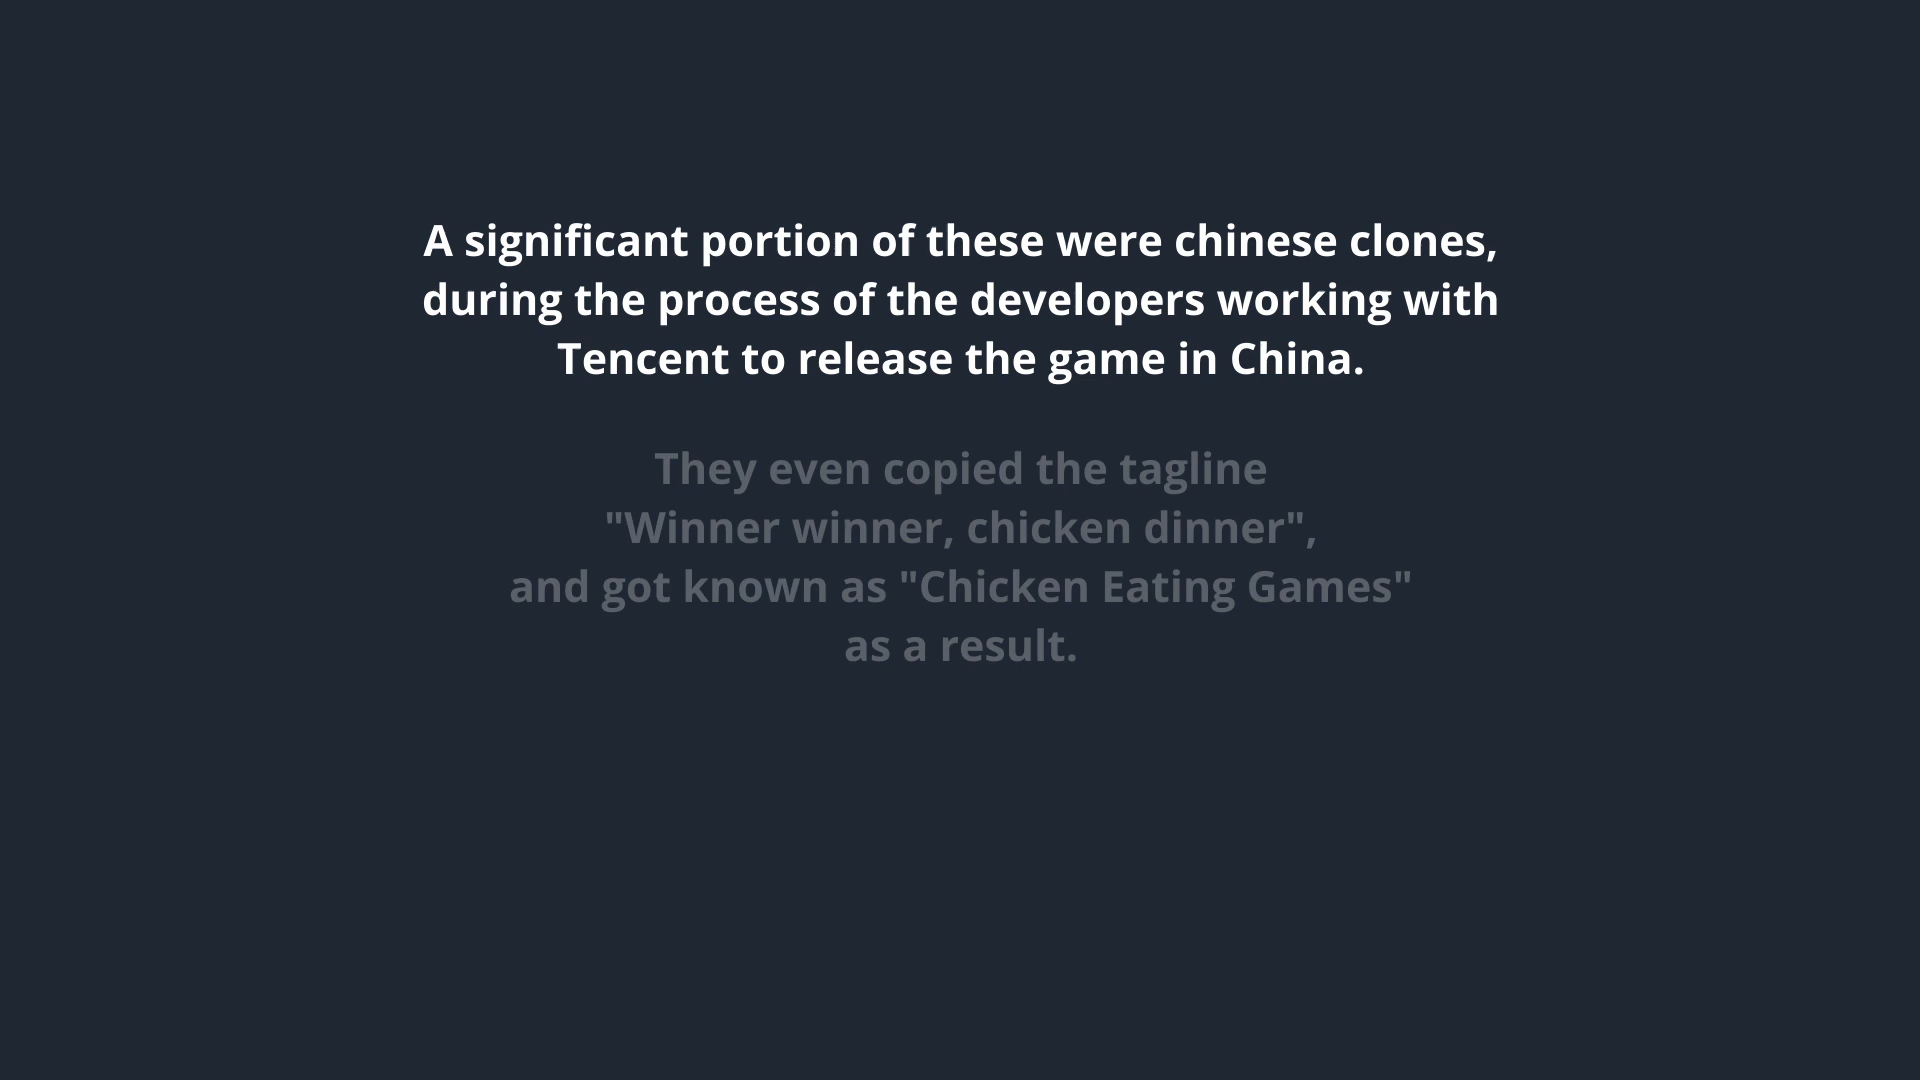 A significant portion of these were chinese clones,
during the process of the developers working with
Tencent to release the game in China.
They even copied the tagline
"Winner winner, chicken dinner",
and got known as "Chicken Eating Games"
as a result.